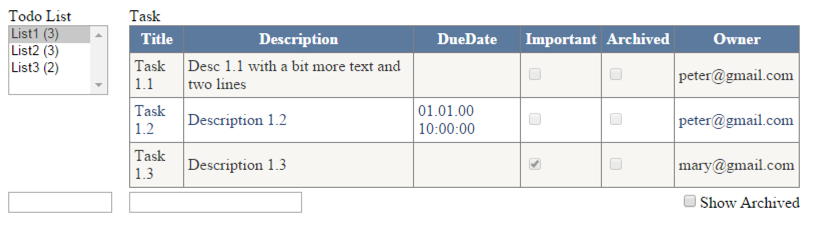 Todo List
List1 (3)
List2 (3)
List3 (2)
Task
Title Description DueDate Important Archived Owner
Task 1.1 Desc 1.1 with a bit more text and two lines peter@gmail.com
Task 1.2 Description 1.2 01.01.00 10:00:00 peter@gmail.com
Task 1.3 Description 1.3 mary@gmail.com
Show Archived